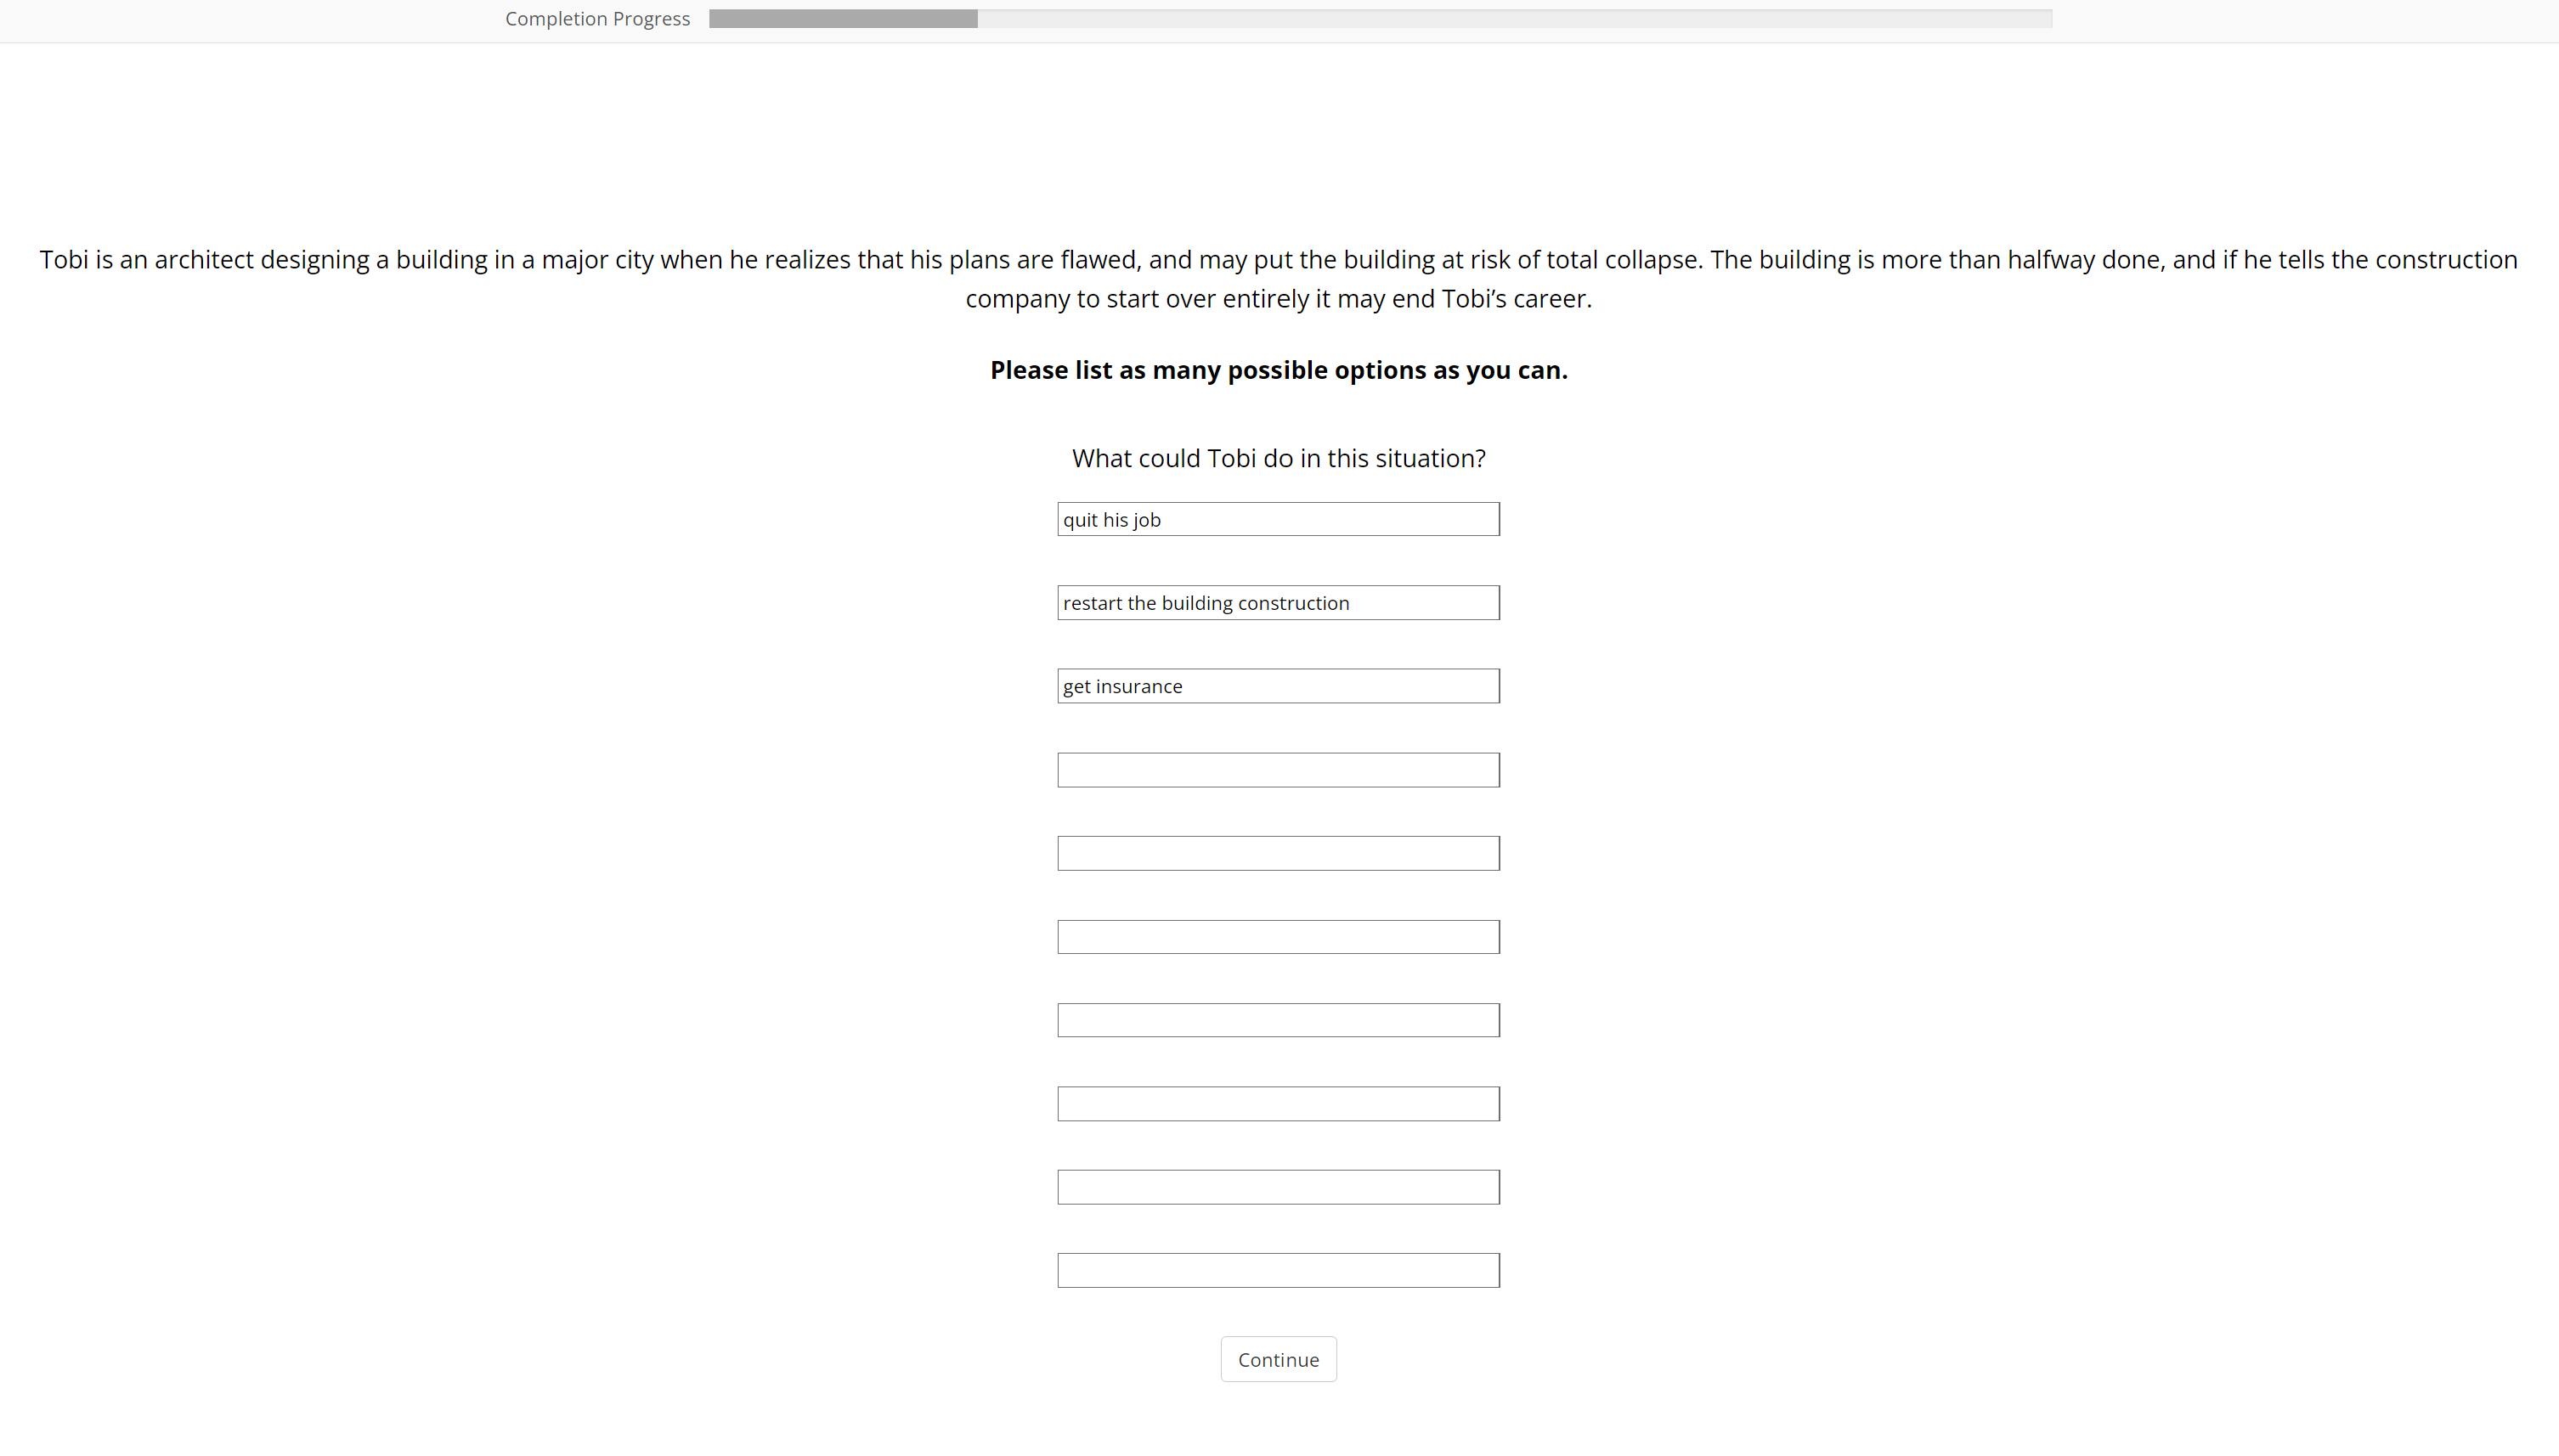 Completion Progress
Tobi is an architect designing a building in a major city when he realizes that his plans are flawed, and may put the building at risk of total collapse. The building is more than halfway done, and if he tells the construction
company to start over entirely it may end Tobi’s career.
Please list as many possible options as you can.
What could Tobi do in this situation?
quit his job
restart the building construction
get insurance
Continue